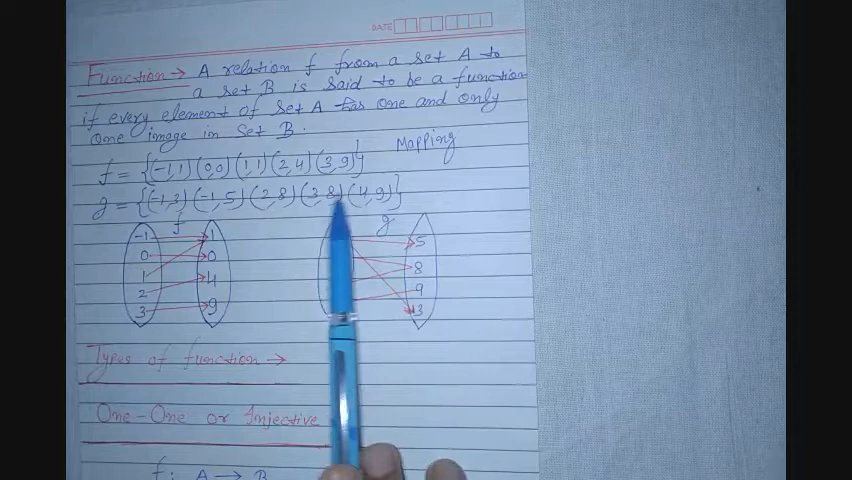 DATE
Function → A relation f from a set A to
a set B is said to be a function
if every element of set A has one and only
one image in set B.
f = {(-1,1) (0,0) (1,1) (2,4) (3,9)} Mapping
g = {(-1,3) (-1,5) (2,8) (3,8) (4,9)}
f g
-1 1 5
0 0 8
1 4 9
2 9 3
3
Types of function →
One-One or Injective
f: A → B